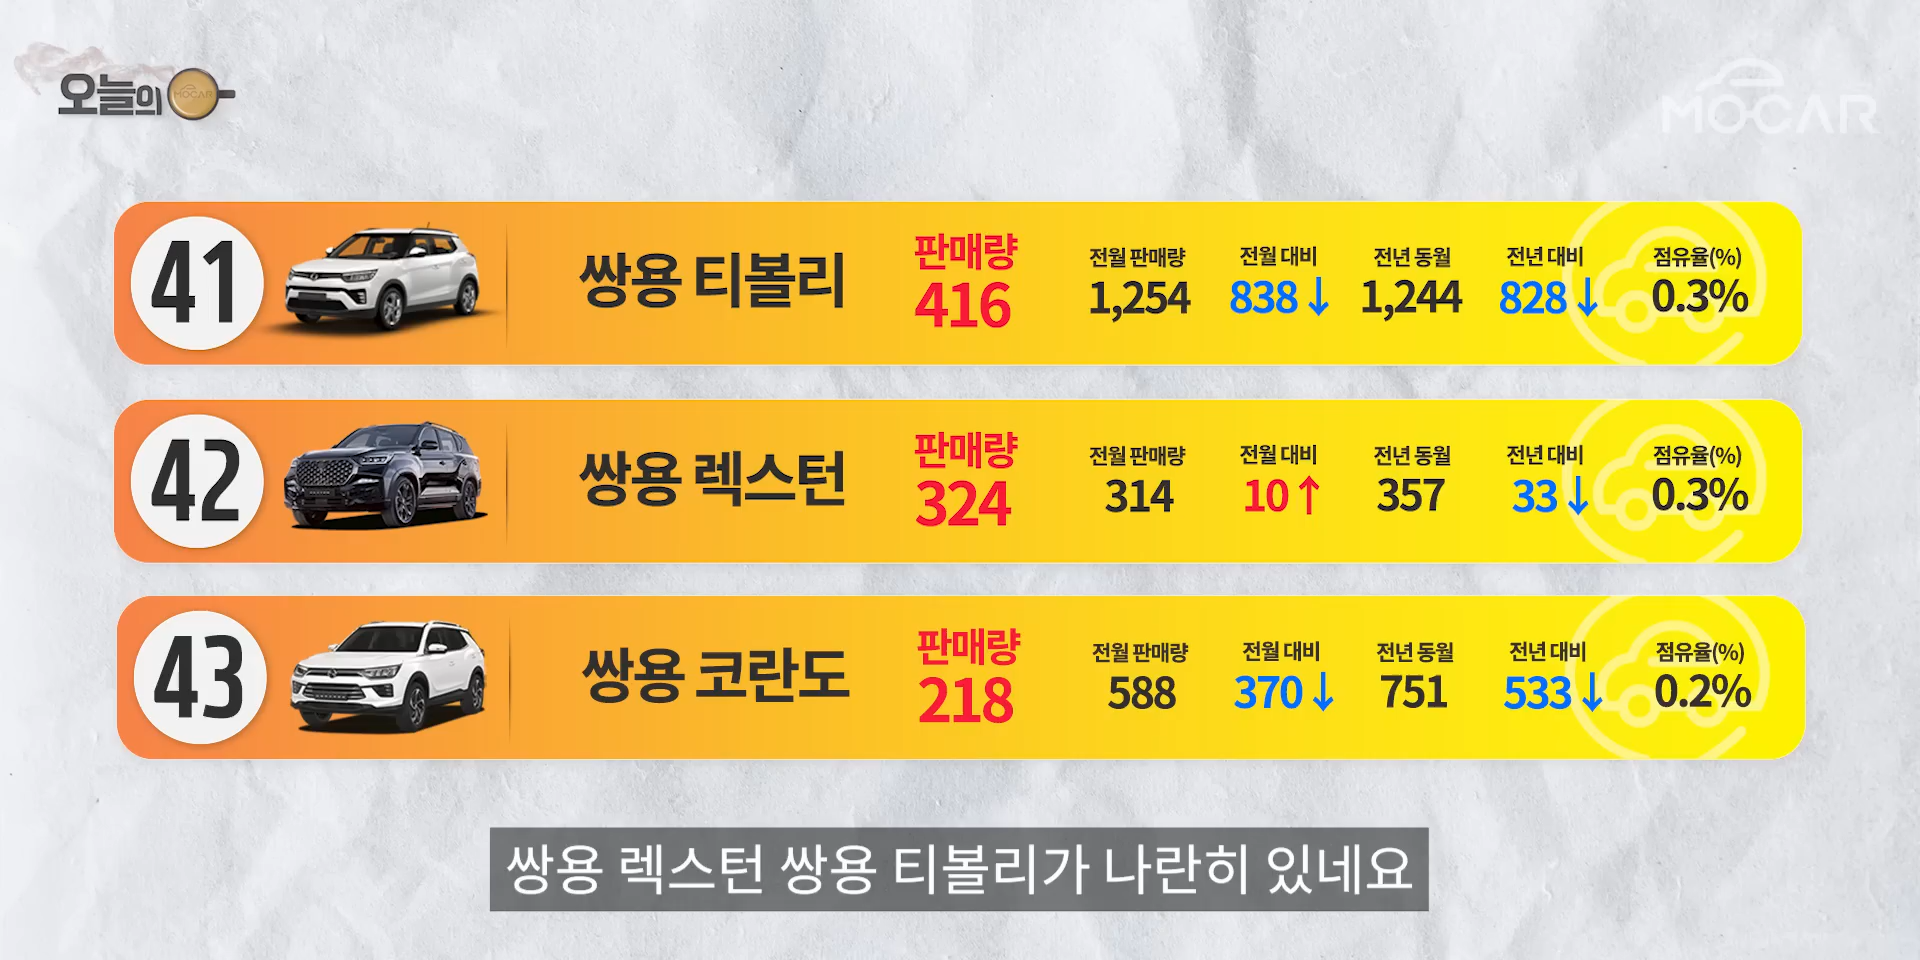 오늘의
MOCAR
MOCAR
41
쌍용 티볼리
판매량
416
전월 판매량
1,254
전월 대비
838↓
전년 동월
1,244
전년 대비
828↓
점유율(%)
0.3%
42
쌍용 렉스턴
판매량
324
전월 판매량
314
전월 대비
10↑
전년 동월
357
전년 대비
33↓
점유율(%)
0.3%
43
쌍용 코란도
판매량
218
전월 판매량
588
전월 대비
370↓
전년 동월
751
전년 대비
533↓
점유율(%)
0.2%
쌍용 렉스턴 쌍용 티볼리가 나란히 있네요